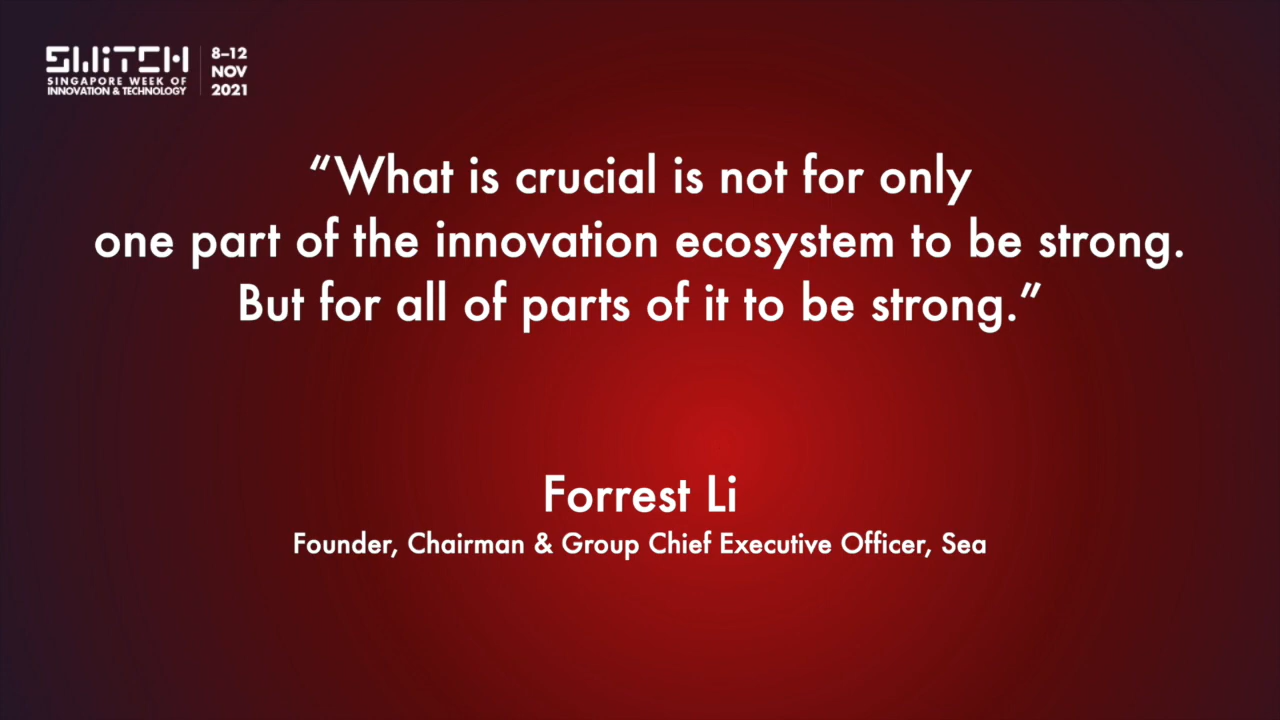 SWITCH
SINGAPORE WEEK OF
INNOVATION & TECHNOLOGY
8–12
NOV
2021
“What is crucial is not for only
one part of the innovation ecosystem to be strong.
But for all of parts of it to be strong.”
Forrest Li
Founder, Chairman & Group Chief Executive Officer, Sea